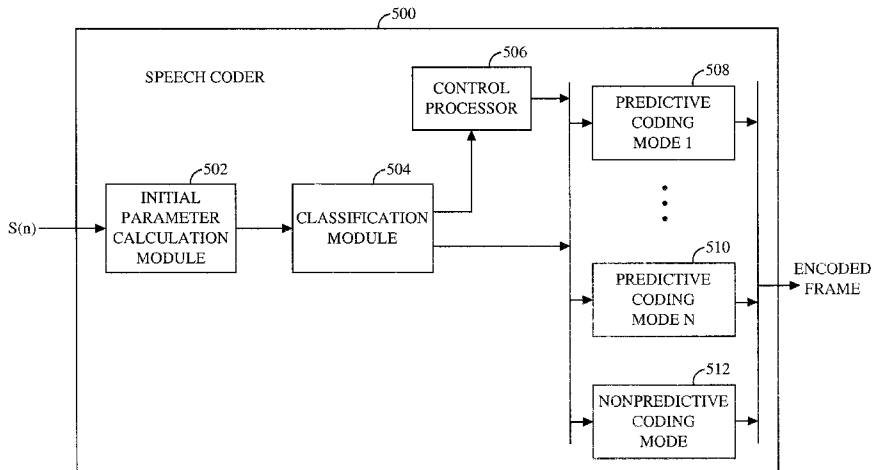 500
SPEECH CODER
506
CONTROL
PROCESSOR
508
PREDICTIVE
CODING
MODE 1
502
INITIAL
PARAMETER
CALCULATION
MODULE
504
CLASSIFICATION
MODULE
S(n)
510
PREDICTIVE
CODING
MODE N
ENCODED
FRAME
512
NONPREDICTIVE
CODING
MODE